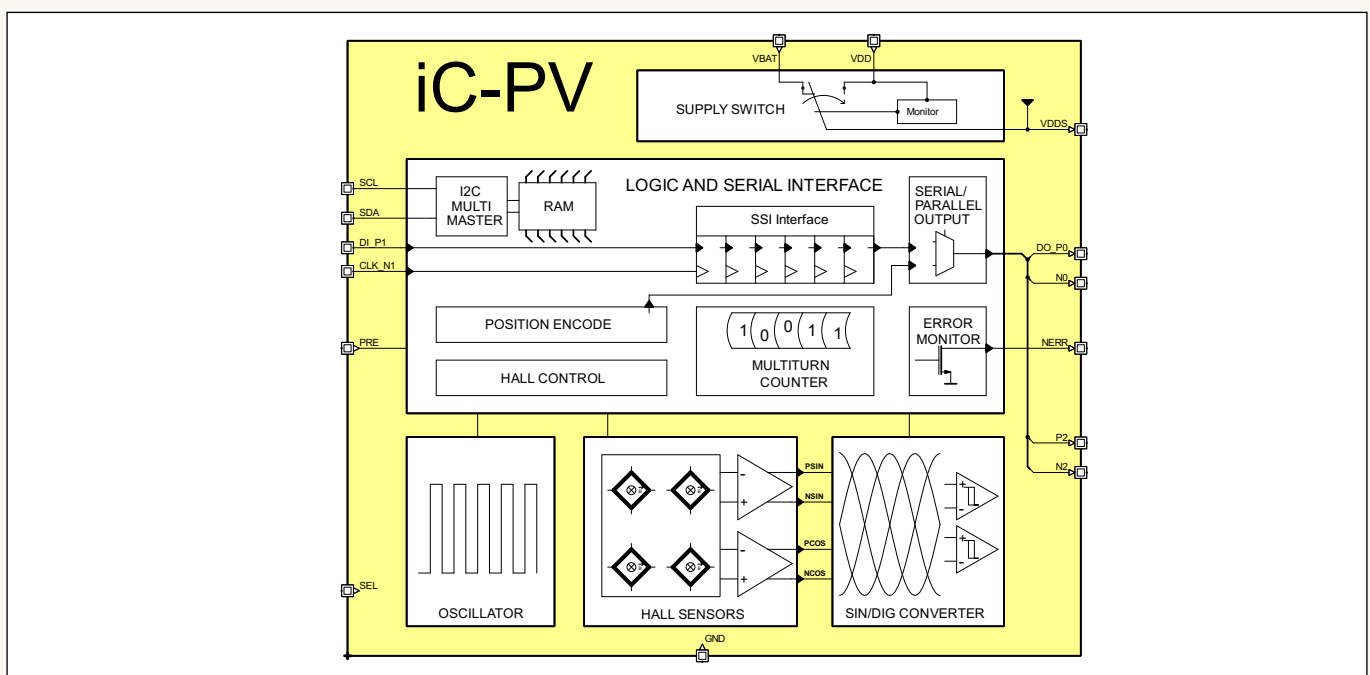 iC-PV
VBAT
VDD
SUPPLY SWITCH
Monitor
VDDS
LOGIC AND SERIAL INTERFACE
SCL
SDA
DI_P1
CLK_N1
PRE
SEL
I2C
MULTI
MASTER
RAM
SSI Interface
SERIAL/
PARALLEL
OUTPUT
DO_P0
N0
NERR
P2
N2
POSITION ENCODE
HALL CONTROL
1 0 0 1 1
MULTITURN
COUNTER
ERROR
MONITOR
OSCILLATOR
HALL SENSORS
- +
- +
PSIN
NSIN
PCOS
NCOS
+ -
+ -
SIN/DIG CONVERTER
GND